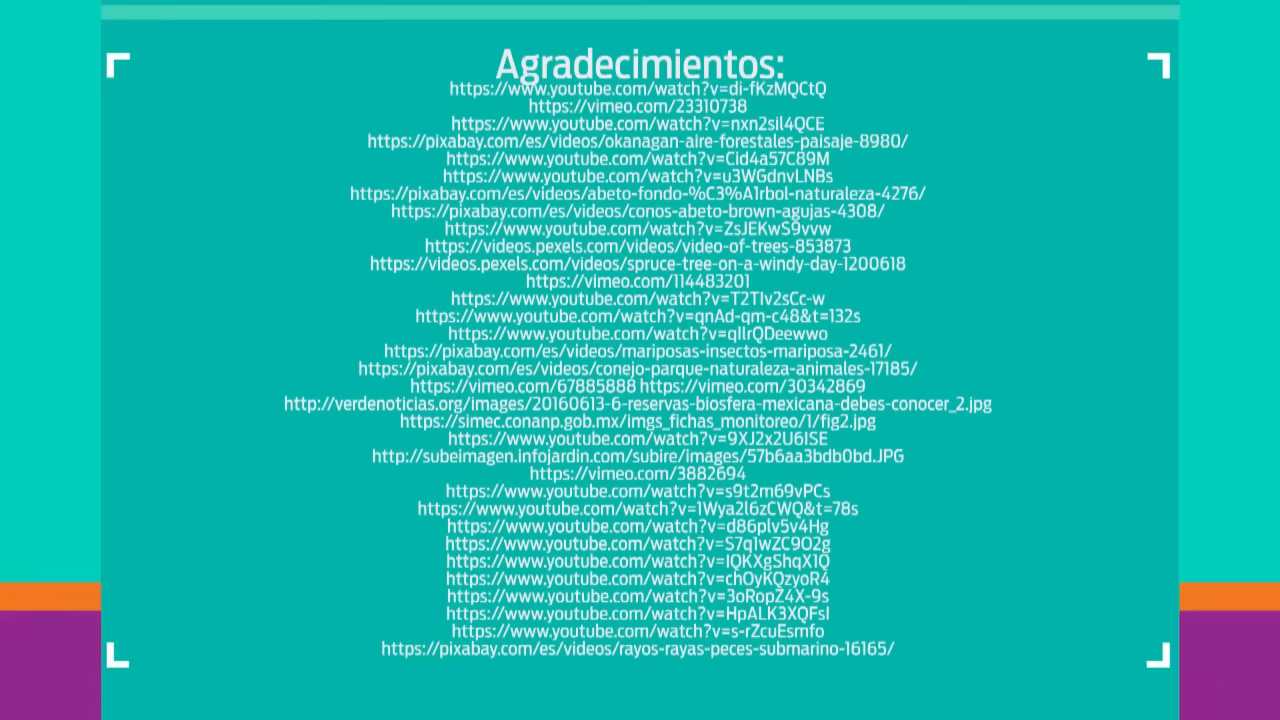 Agradecimientos:
https://www.youtube.com/watch?v=di-fKzMQCtQ
https://vimeo.com/23310738
https://www.youtube.com/watch?v=nxn2sil4QCE
https://pixabay.com/es/videos/okanagan-aire-forestales-paisaje-8980/
https://www.youtube.com/watch?v=Cid4a57C89M
https://www.youtube.com/watch?v=u3WGdnvLNBs
https://pixabay.com/es/videos/abeto-fondo-%C3%A1rbol-naturaleza-4276/
https://pixabay.com/es/videos/conos-abeto-brown-agujas-4308/
https://www.youtube.com/watch?v=ZsJEKwS9vvw
https://videos.pexels.com/videos/video-of-trees-853873
https://videos.pexels.com/videos/spruce-tree-on-a-windy-day-1200618
https://vimeo.com/114483201
https://www.youtube.com/watch?v=T2TIv2sCc-w
https://www.youtube.com/watch?v=qnAd-qm-c48&t=132s
https://www.youtube.com/watch?v=qIlrQDeewwo
https://pixabay.com/es/videos/mariposas-insectos-mariposa-2461/
https://pixabay.com/es/videos/conejo-parque-naturaleza-animales-17185/
https://vimeo.com/67885888 https://vimeo.com/30342869
http://verdenoticias.org/images/20160613-6-reservas-biosfera-mexicana-debes-conocer_2.jpg
https://simec.conanp.gob.mx/imgs_fichas_monitoreo/1/fig2.jpg
https://www.youtube.com/watch?v=9XJ2x2U6ISE
http://subeimagen.infojardin.com/subire/images/57b6aa3bdb0bd.JPG
https://vimeo.com/3882694
https://www.youtube.com/watch?v=s9t2m69vPCs
https://www.youtube.com/watch?v=1Wya2l6zCWQ&t=78s
https://www.youtube.com/watch?v=d86plv5v4Hg
https://www.youtube.com/watch?v=S7q1wZC9O2g
https://www.youtube.com/watch?v=IQKXgShqX1Q
https://www.youtube.com/watch?v=chOyKQzyoR4
https://www.youtube.com/watch?v=3oRopZ4X-9s
https://www.youtube.com/watch?v=HpALK3XQFsI
https://www.youtube.com/watch?v=s-rZcuEsmfo
https://pixabay.com/es/videos/rayos-rayas-peces-submarino-16165/